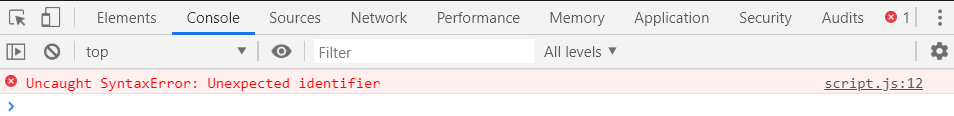 Elements Console Sources Network Performance Memory Application Security Audits 1
top Filter All levels
Uncaught SyntaxError: Unexpected identifier script.js:12